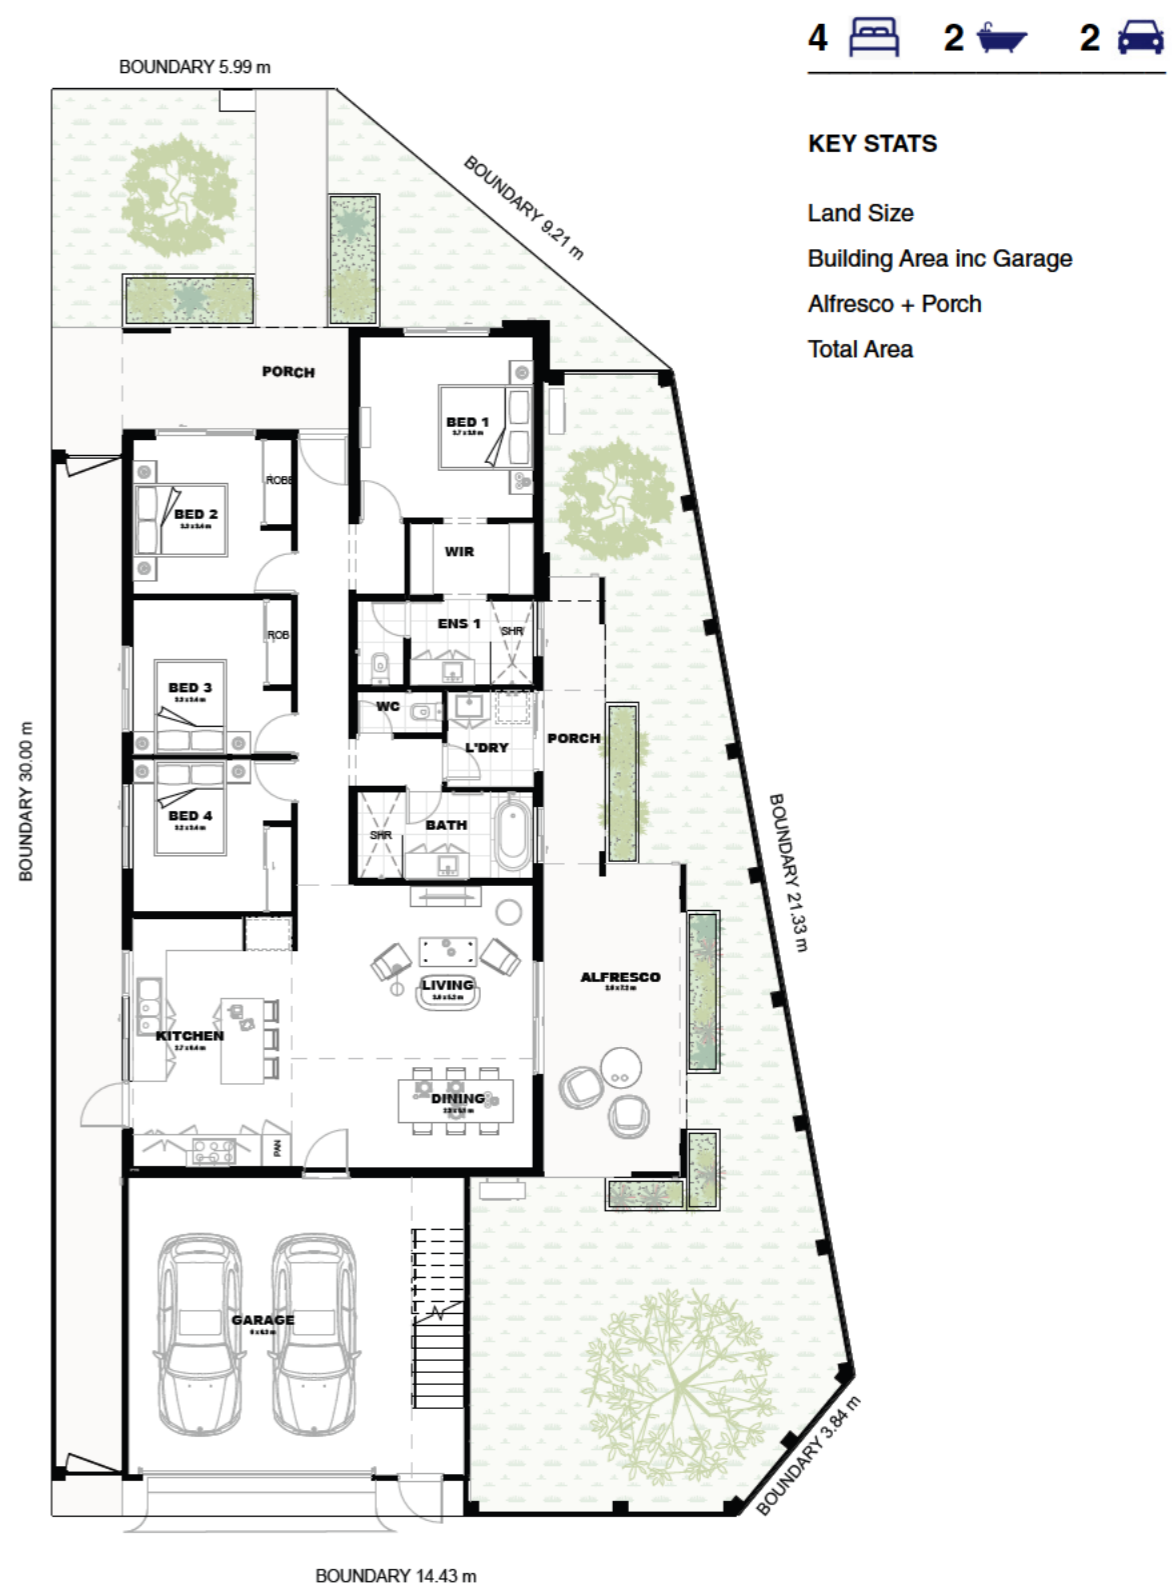 4 2 2
BOUNDARY 5.99 m
KEY STATS
BOUNDARY 9.21 m
Land Size
Building Area inc Garage
Alfresco + Porch
Total Area
PORCH
BED 1
ROBE
BED 2
WIR
ENS 1
SHR
ROB
BED 3
WC
PORCH
L'DRY
BOUNDARY 30.00 m
BED 4
BATH
SHR
BOUNDARY 21.33 m
ALFRESCO
LIVING
KITCHEN
DINING
PAN
GARAGE
BOUNDARY 3.84 m
BOUNDARY 14.43 m